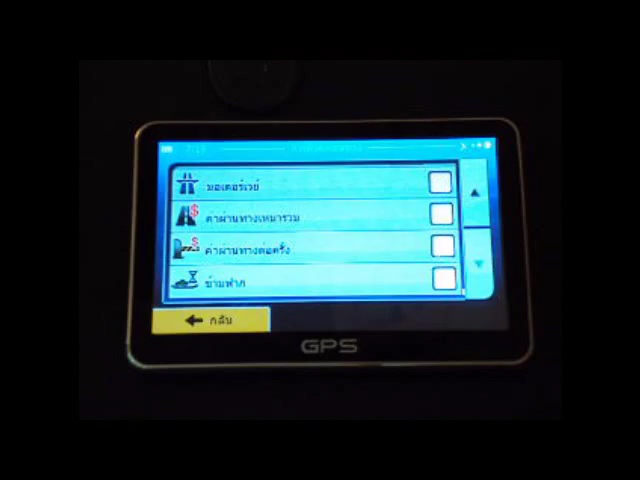 มอเตอร์เวย์
ค่าผ่านทางเหมารวม
ค่าผ่านทางต่อครั้ง
ข้ามฟาก
กลับ
GPS